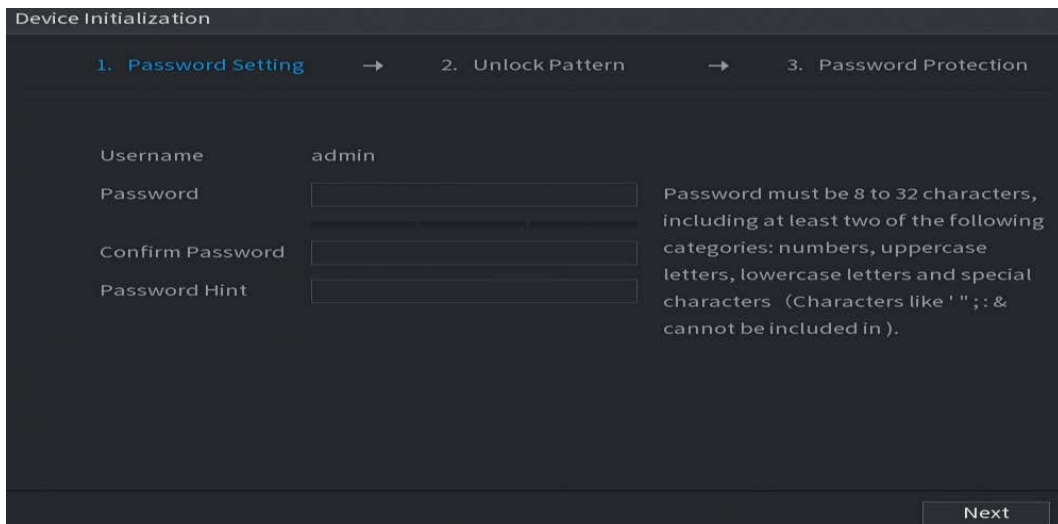 Device Initialization
1. Password Setting → 2. Unlock Pattern → 3. Password Protection
Username admin
Password
Password must be 8 to 32 characters,
including at least two of the following
categories: numbers, uppercase
letters, lowercase letters and special
characters (Characters like ' " ; : &
cannot be included in ).
Confirm Password
Password Hint
Next